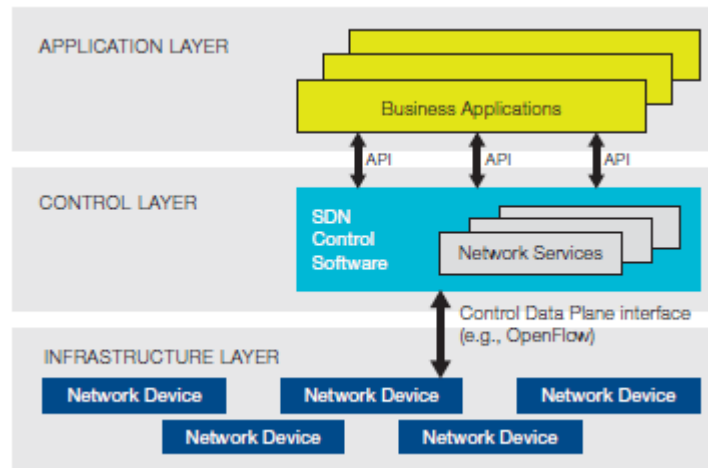 APPLICATION LAYER
Business Applications
API API API
CONTROL LAYER
SDN
Control
Software
Network Services
Control Data Plane interface
(e.g., OpenFlow)
INFRASTRUCTURE LAYER
Network Device Network Device Network Device
Network Device Network Device